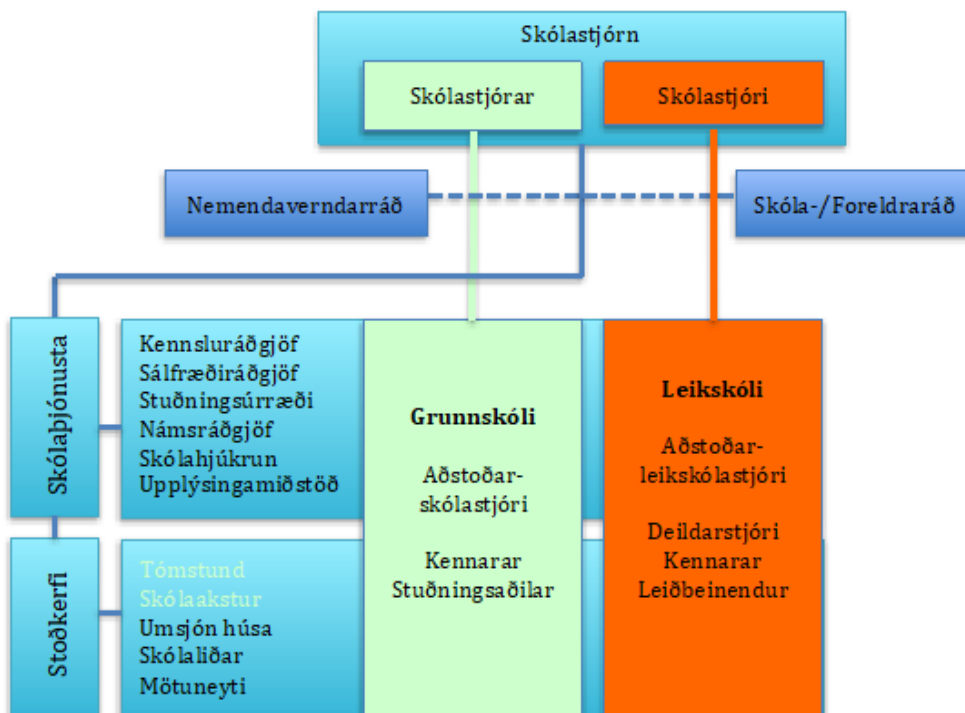 Skólastjórn
Skólastjórar
Skólastjóri
Nemendaverndarráð
Skóla-/Foreldraráð
Skólaþjónusta
Kennsluráðgjöf
Sálfræðiráðgjöf
Stuðningsúrræði
Námsráðgjöf
Skólahjúkrun
Upplýsingamiðstöð
Stoðkerfi
Tómstund
Skólaakstur
Umsjón húsa
Skólaliðar
Mötuneyti
Grunnskóli
Aðstoðar-
skólastjóri
Kennarar
Stuðningsaðilar
Leikskóli
Aðstoðar-
leikskólastjóri
Deildarstjóri
Kennarar
Leiðbeinendur